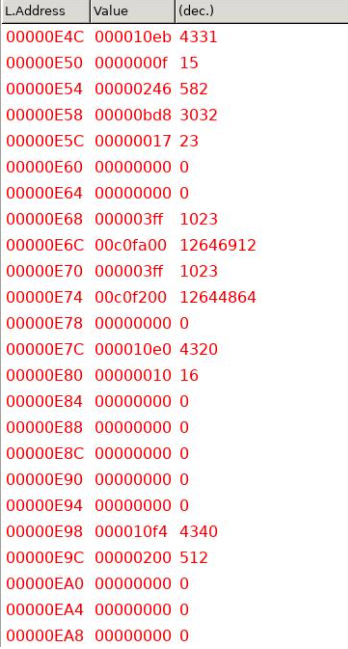 L.Address Value (dec.)
00000E4C 000010eb 4331
00000E50 0000000f 15
00000E54 00000246 582
00000E58 00000bd8 3032
00000E5C 00000017 23
00000E60 00000000 0
00000E64 00000000 0
00000E68 000003ff 1023
00000E6C 00c0fa00 12646912
00000E70 000003ff 1023
00000E74 00c0f200 12644864
00000E78 00000000 0
00000E7C 000010e0 4320
00000E80 00000010 16
00000E84 00000000 0
00000E88 00000000 0
00000E8C 00000000 0
00000E90 00000000 0
00000E94 00000000 0
00000E98 000010f4 4340
00000E9C 00000200 512
00000EA0 00000000 0
00000EA4 00000000 0
00000EA8 00000000 0